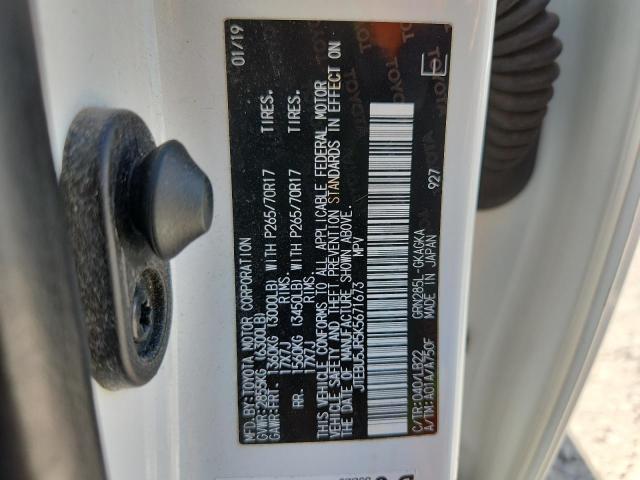 MFD.BY:TOYOTA MOTOR CORPORATION 01/19
GVWR:2855KG(6300LB)
GAWR:FRT. 1360KG (3000LB) WITH P265/70R17 TIRES.
17X7J RIMS.
RR. 1560KG (3450LB) WITH P265/70R17 TIRES.
17X7J RIMS.
THIS VEHICLE CONFORMS TO ALL APPLICABLE FEDERAL MOTOR
VEHICLE SAFETY AND THEFT PREVENTION STANDARDS IN EFFECT ON
THE DATE OF MANUFACTURE SHOWN ABOVE.
JTEBU5JR5K5671673 MPV
927
C/TR:040/LB22 GRN285L-GKAGKA
A/TM:A01A/A750F MADE IN JAPAN